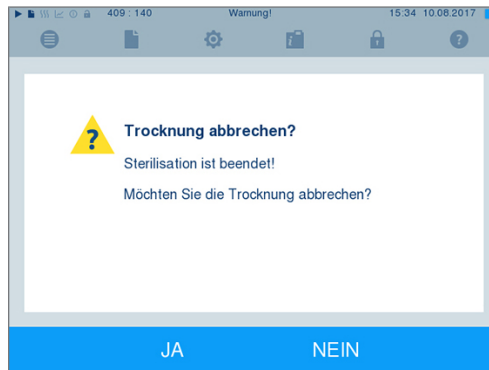 409 : 140 Warnung! 15:34 10.08.2017
Trocknung abbrechen?
Sterilisation ist beendet!
Möchten Sie die Trocknung abbrechen?
JA NEIN